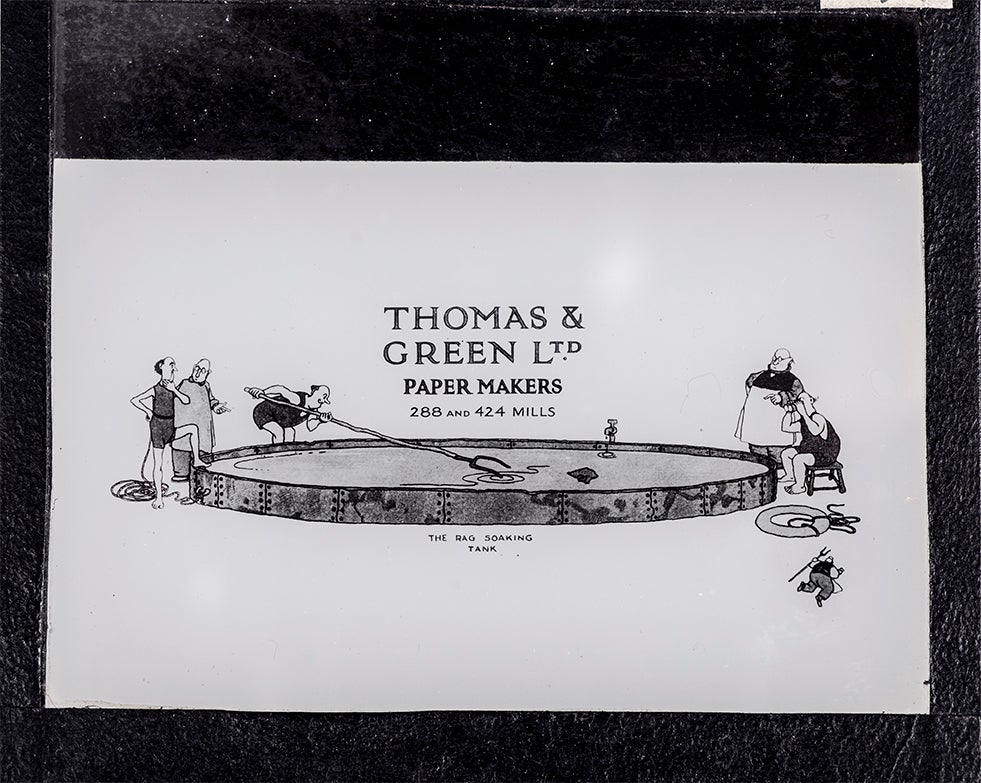 THOMAS &
GREEN LTD.
PAPER MAKERS
288 AND 424 MILLS
THE RAG SOAKING
TANK